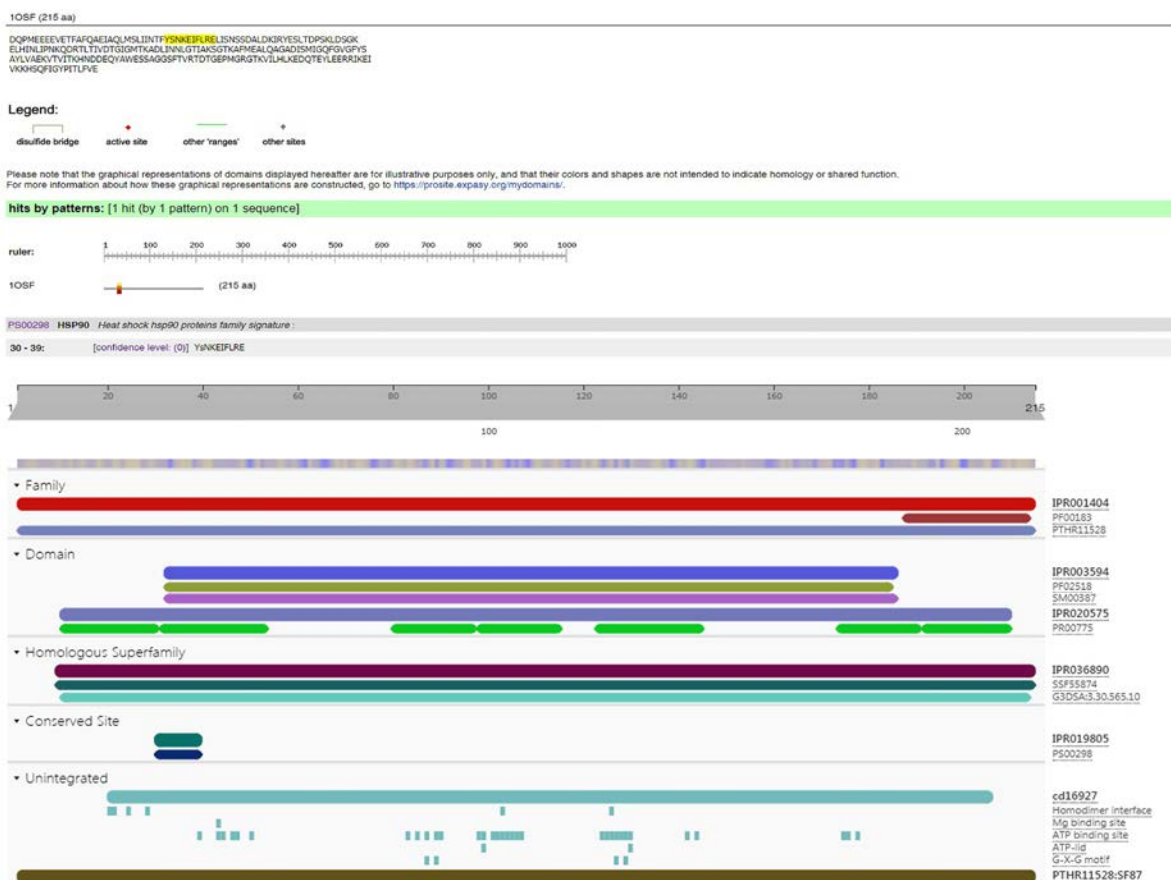 1OSF (215 aa)
DQPMEEEEVETFAFQAEIAQLMSLIINTFYSNKEIFLRELISNSSDALDKIRYESLTDPSKLDSGK
ELHINLIPNKQDRTLTIVDTGIGMTKADLINNLGTIAKSGTKAFMEALQAGADISMIGQFGVGFYS
AYLVAEKVTVITKHNDDEQYAWESSAGGSFTVRTDTGEPMGRGTKVILHLKEDQTEYLEERRIKEI
VKKHSQFIGYPITLFVE
Legend:
disulfide bridge active site other 'ranges' other sites
Please note that the graphical representations of domains displayed hereafter are for illustrative purposes only, and that their colors and shapes are not intended to indicate homology or shared function.
For more information about how these graphical representations are constructed, go to https://prosite.expasy.org/mydomains/.
hits by patterns: [1 hit (by 1 pattern) on 1 sequence]
ruler: 1 100 200 300 400 500 600 700 800 900 1000
1OSF (215 aa)
PS00298 HSP90 Heat shock hsp90 proteins family signature :
30 - 39: [confidence level: (0)] YsNKEIFLRE
20 40 60 80 100 120 140 160 180 200
1 215
100 200
Family
IPR001404
PF00183
PTHR11528
Domain
IPR003594
PF02518
SM00387
IPR020575
PR00775
Homologous Superfamily
IPR036890
SSF55874
G3DSA:3.30.565.10
Conserved Site
IPR019805
PS00298
Unintegrated
cd16927
Homodimer interface
Mg binding site
ATP binding site
ATP-lid
G-X-G motif
PTHR11528:SF87